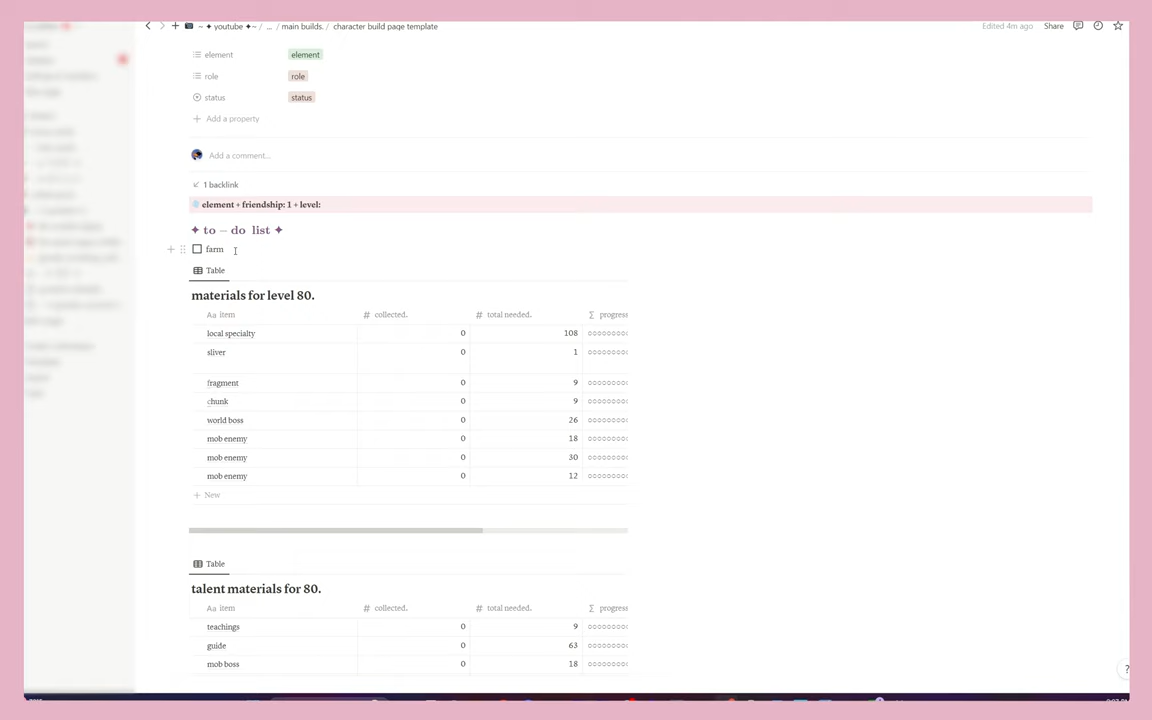 ~ ✦ youtube ✦~ / ... / main builds. / character build page template
Edited 4m ago Share
element element
role role
status status
Add a property
Add a comment...
1 backlink
element + friendship: 1 + level:
✦ to – do list ✦
farm
Table
materials for level 80.
Aa item # collected. # total needed. Σ progress
local specialty 0 108
sliver 0 1
fragment 0 9
chunk 0 9
world boss 0 26
mob enemy 0 18
mob enemy 0 30
mob enemy 0 12
+ New
Table
talent materials for 80.
Aa item # collected. # total needed. Σ progress
teachings 0 9
guide 0 63
mob boss 0 18
?